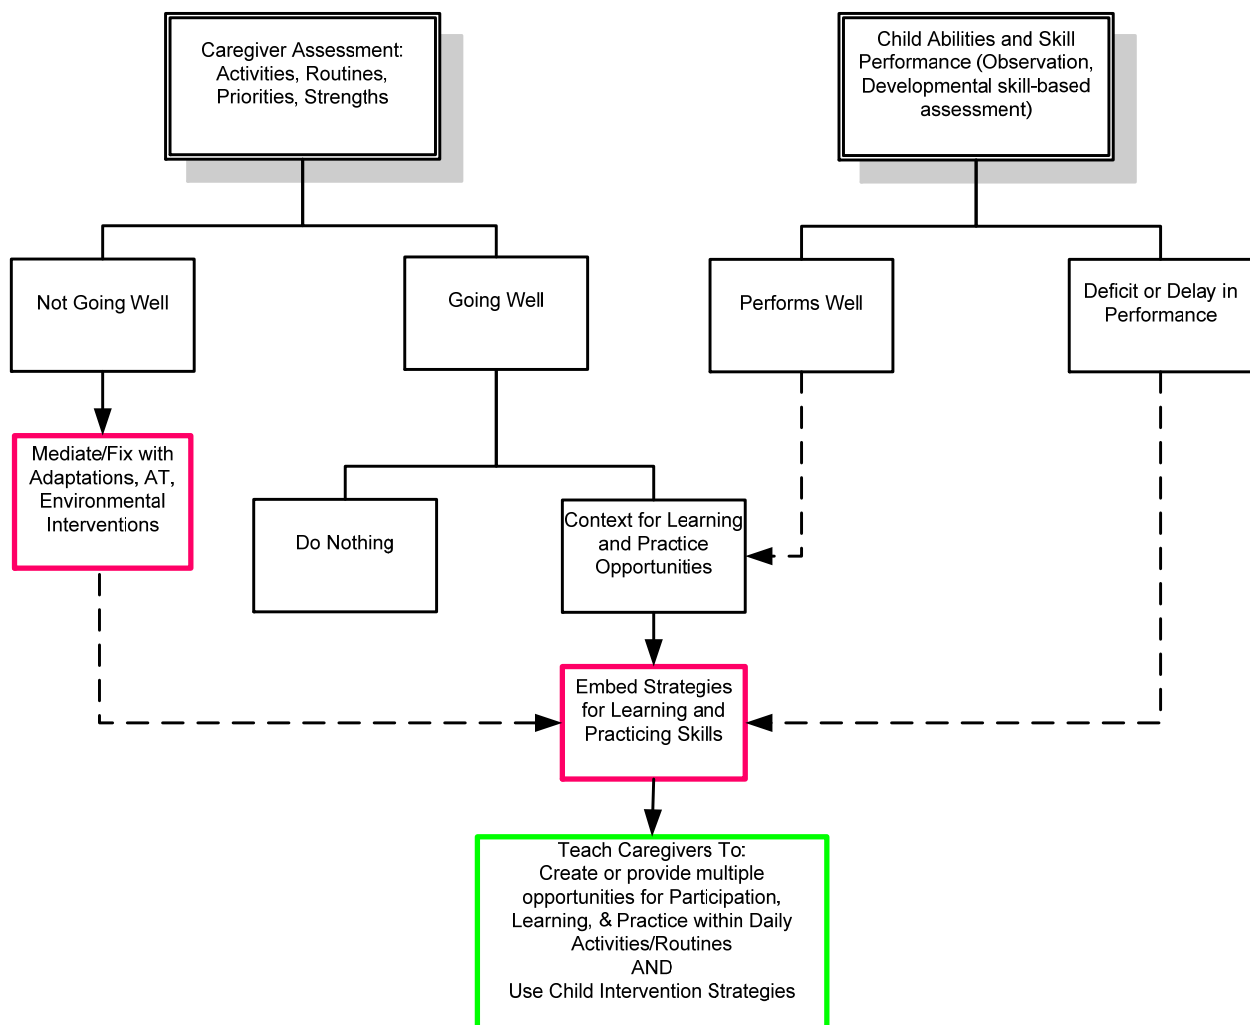 Caregiver Assessment:
Activities, Routines,
Priorities, Strengths
Child Abilities and Skill
Performance (Observation,
Developmental skill-based
assessment)
Not Going Well
Going Well
Performs Well
Deficit or Delay in
Performance
Mediate/Fix with
Adaptations, AT,
Environmental
Interventions
Do Nothing
Context for Learning
and Practice
Opportunities
Embed Strategies
for Learning and
Practicing Skills
Teach Caregivers To:
Create or provide multiple
opportunities for Participation,
Learning, & Practice within Daily
Activities/Routines
AND
Use Child Intervention Strategies